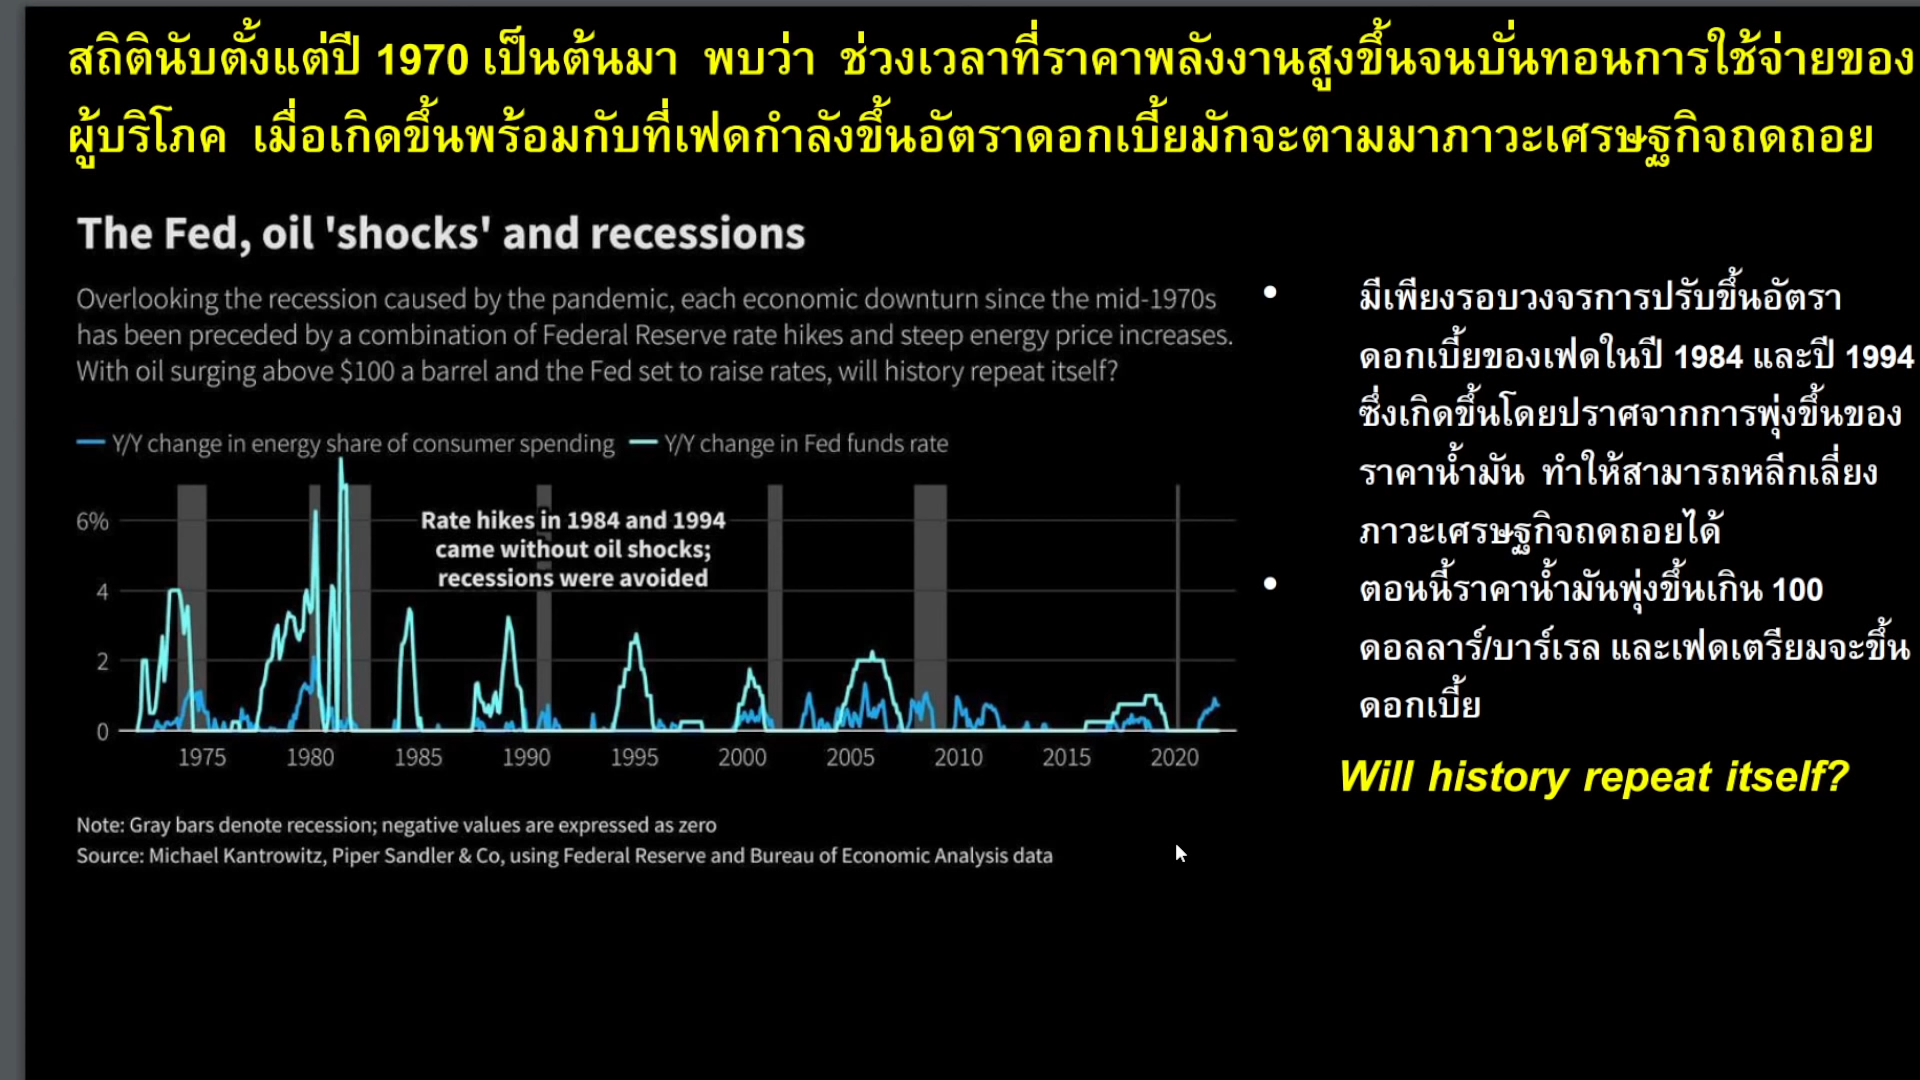 สถิตินับตั้งแต่ปี 1970 เป็นต้นมา พบว่า ช่วงเวลาที่ราคาพลังงานสูงขึ้นจนบั่นทอนการใช้จ่ายของ
ผู้บริโภค เมื่อเกิดขึ้นพร้อมกับที่เฟดกำลังขึ้นอัตราดอกเบี้ยมักจะตามมาภาวะเศรษฐกิจถดถอย
The Fed, oil 'shocks' and recessions
Overlooking the recession caused by the pandemic, each economic downturn since the mid-1970s
has been preceded by a combination of Federal Reserve rate hikes and steep energy price increases.
With oil surging above $100 a barrel and the Fed set to raise rates, will history repeat itself?
Y/Y change in energy share of consumer spending Y/Y change in Fed funds rate
Rate hikes in 1984 and 1994
came without oil shocks;
recessions were avoided
6%
4
2
0
1975 1980 1985 1990 1995 2000 2005 2010 2015 2020
Note: Gray bars denote recession; negative values are expressed as zero
Source: Michael Kantrowitz, Piper Sandler & Co, using Federal Reserve and Bureau of Economic Analysis data
• มีเพียงรอบวงจรการปรับขึ้นอัตรา
ดอกเบี้ยของเฟดในปี 1984 และปี 1994
ซึ่งเกิดขึ้นโดยปราศจากการพุ่งขึ้นของ
ราคาน้ำมัน ทำให้สามารถหลีกเลี่ยง
ภาวะเศรษฐกิจถดถอยได้
• ตอนนี้ราคาน้ำมันพุ่งขึ้นเกิน 100
ดอลลาร์/บาร์เรล และเฟดเตรียมจะขึ้น
ดอกเบี้ย
Will history repeat itself?